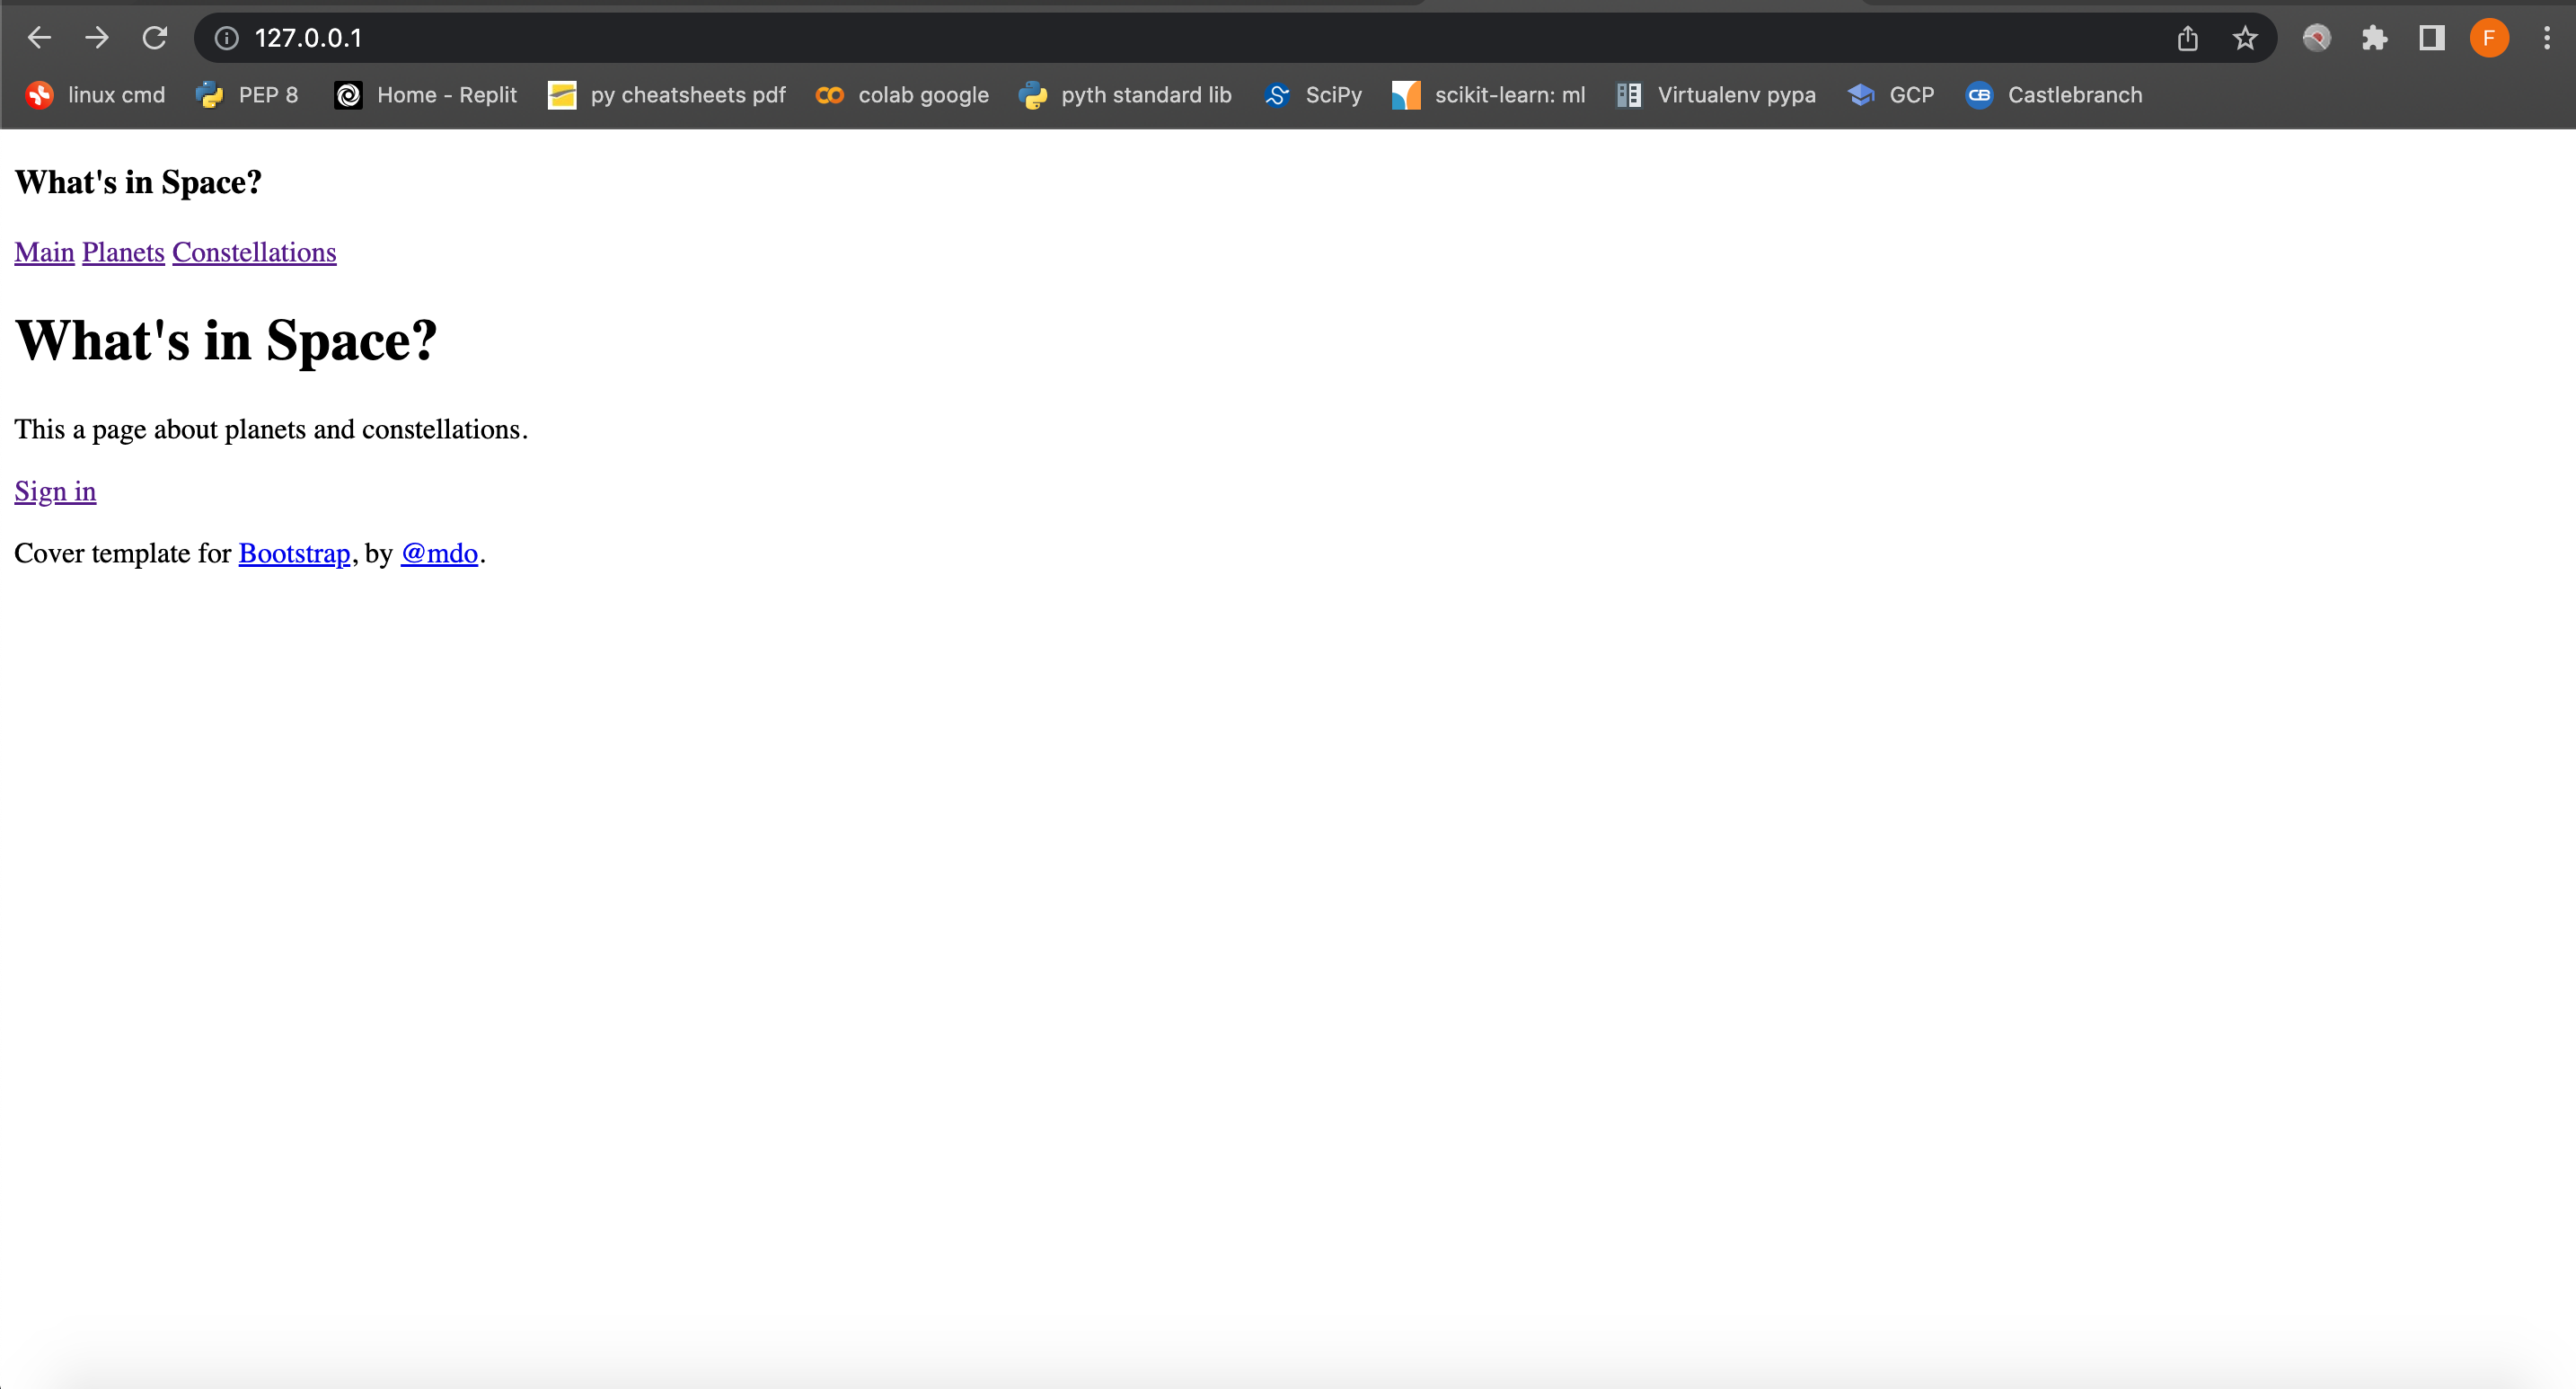 127.0.0.1
F
linux cmd PEP 8 Home - Replit py cheatsheets pdf CO colab google pyth standard lib SciPy scikit-learn: ml Virtualenv pypa GCP CB Castlebranch
What's in Space?
Main Planets Constellations
What's in Space?
This a page about planets and constellations.
Sign in
Cover template for Bootstrap, by @mdo.